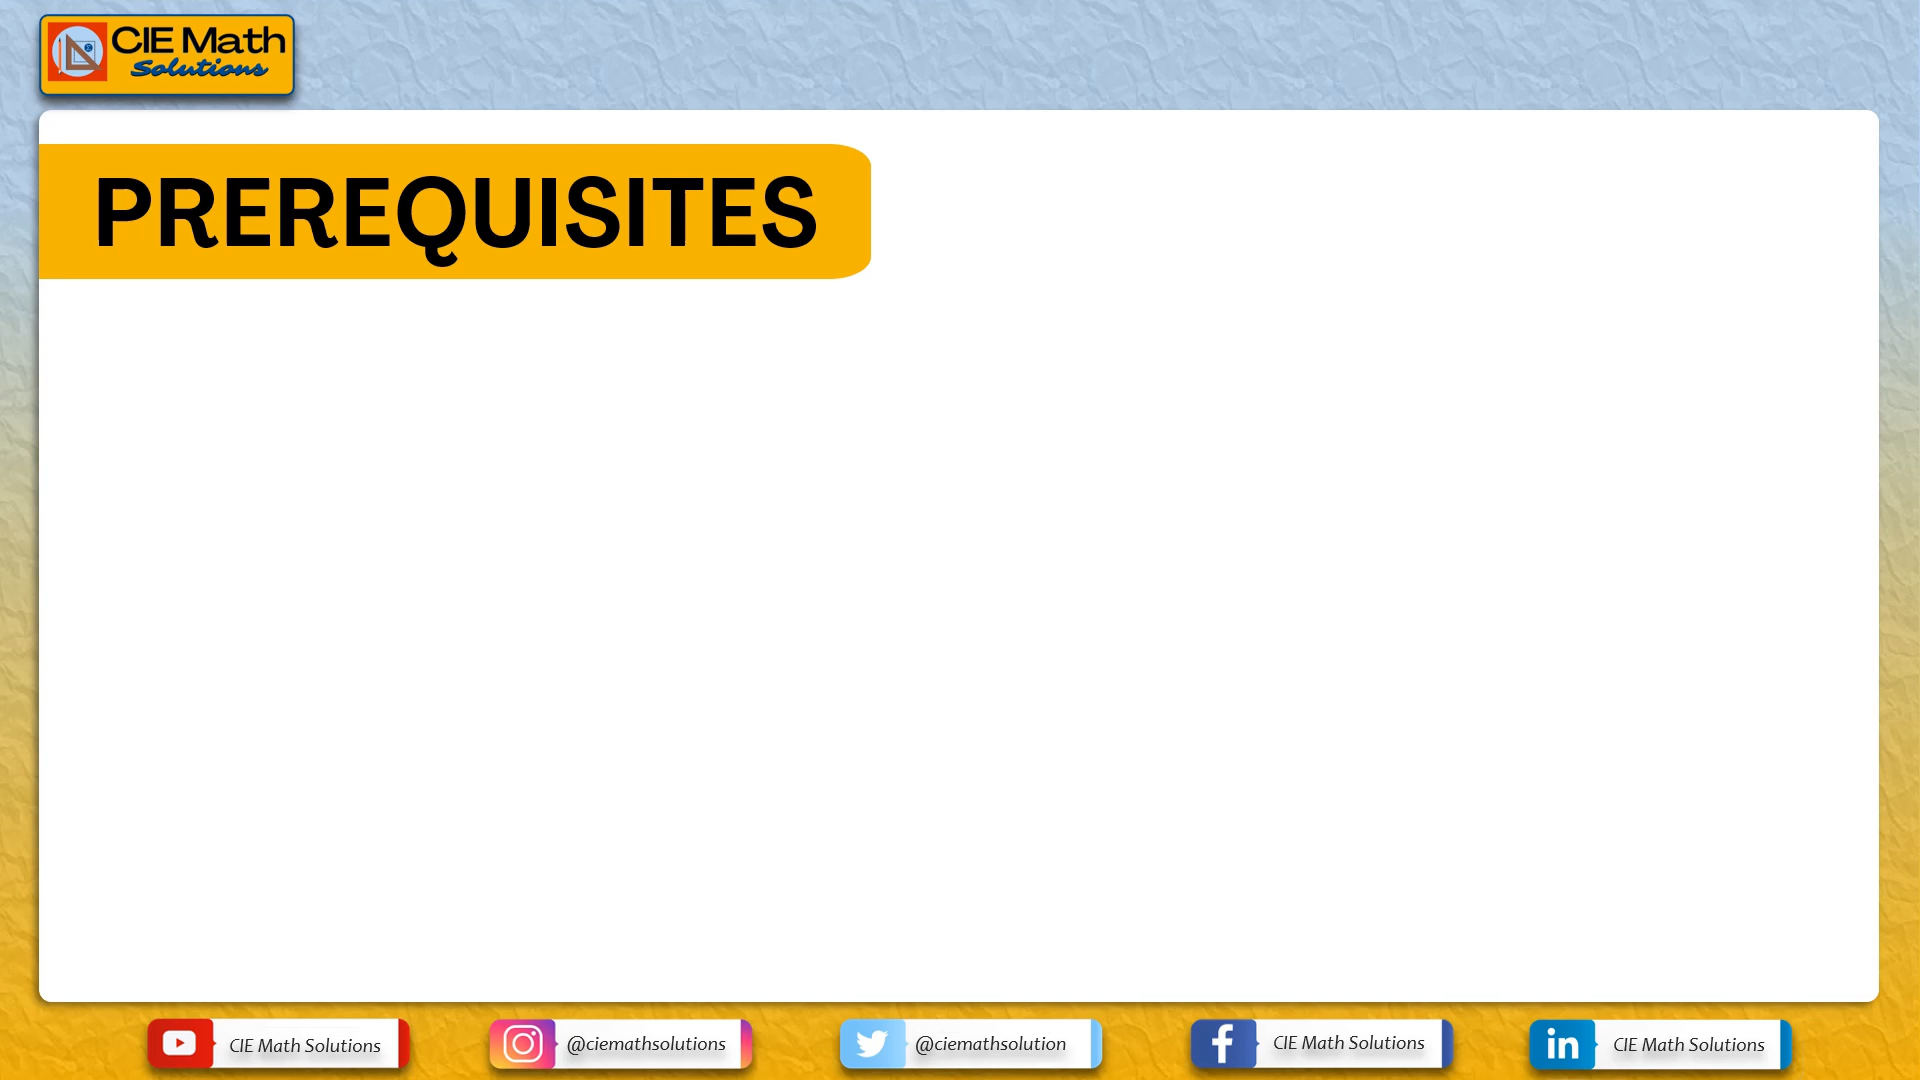 CIE Math
Solutions
PREREQUISITES
CIE Math Solutions
@ciemathsolutions
@ciemathsolution
CIE Math Solutions
CIE Math Solutions